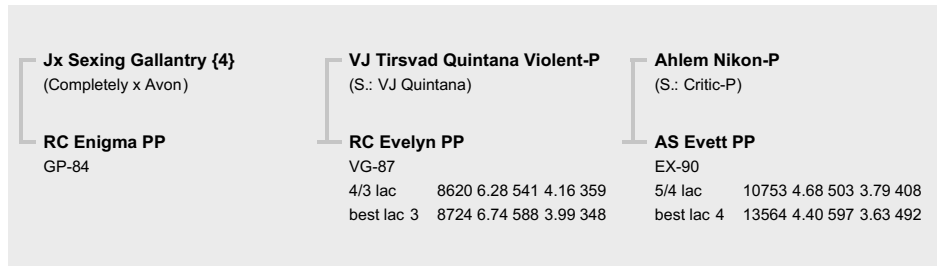 Jx Sexing Gallantry {4}
(Completely x Avon)
RC Enigma PP
GP-84
VJ Tirsvad Quintana Violent-P
(S.: VJ Quintana)
RC Evelyn PP
VG-87
4/3 lac 8620 6.28 541 4.16 359
best lac 3 8724 6.74 588 3.99 348
Ahlem Nikon-P
(S.: Critic-P)
AS Evett PP
EX-90
5/4 lac 10753 4.68 503 3.79 408
best lac 4 13564 4.40 597 3.63 492